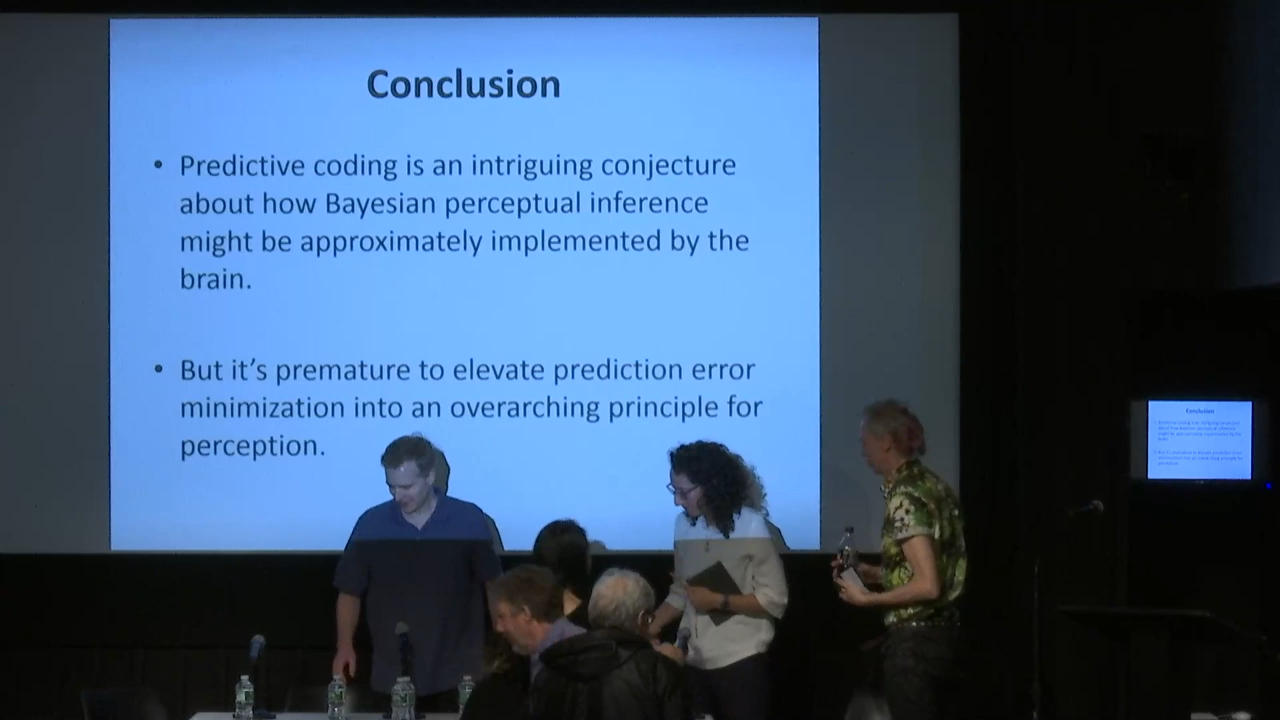 Conclusion
• Predictive coding is an intriguing conjecture
about how Bayesian perceptual inference
might be approximately implemented by the
brain.
• But it's premature to elevate prediction error
minimization into an overarching principle for
perception.
Conclusion